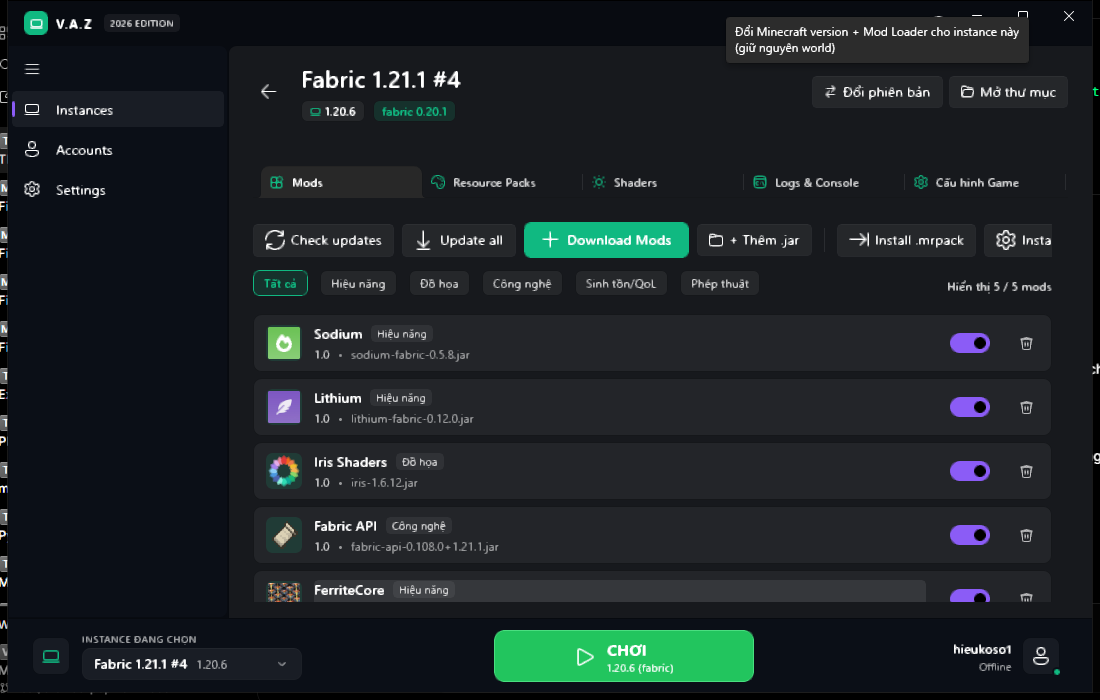 V.A.Z 2026 EDITION
Đổi Minecraft version + Mod Loader cho instance này
(giữ nguyên world)
Instances
Accounts
Settings
Fabric 1.21.1 #4
1.20.6 fabric 0.20.1
Đổi phiên bản
Mở thư mục
Mods
Resource Packs
Shaders
Logs & Console
Cấu hình Game
Check updates
Update all
Download Mods
+ Thêm .jar
Install .mrpack
Insta
Tất cả
Hiệu năng
Đồ họa
Công nghệ
Sinh tồn/QoL
Phép thuật
Hiển thị 5 / 5 mods
Sodium Hiệu năng
1.0 • sodium-fabric-0.5.8.jar
Lithium Hiệu năng
1.0 • lithium-fabric-0.12.0.jar
Iris Shaders Đồ họa
1.0 • iris-1.6.12.jar
Fabric API Công nghệ
1.0 • fabric-api-0.108.0+1.21.1.jar
FerriteCore Hiệu năng
INSTANCE ĐANG CHỌN
Fabric 1.21.1 #4 1.20.6
CHƠI
1.20.6 (fabric)
hieukoso1
Offline